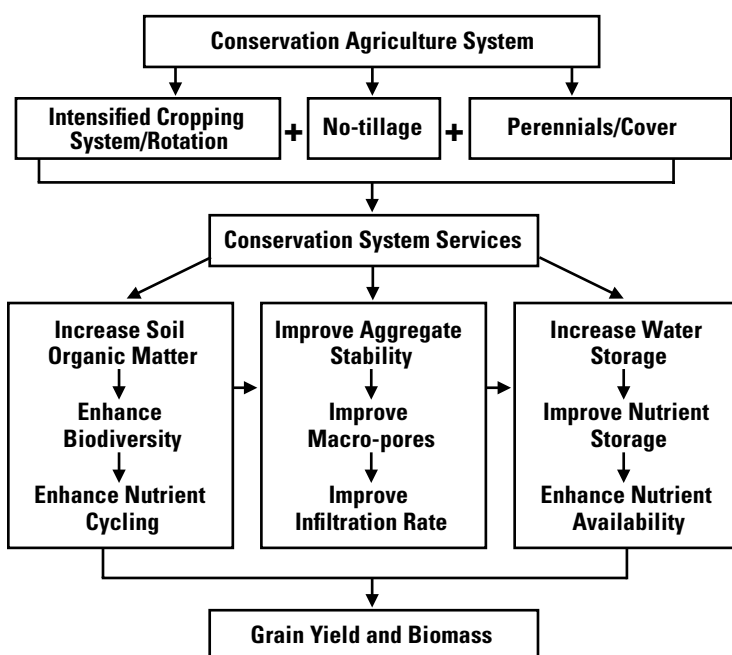 Conservation Agriculture System
Intensified Cropping
System/Rotation
+
No-tillage
+
Perennials/Cover
Conservation System Services
Increase Soil
Organic Matter
Enhance
Biodiversity
Enhance Nutrient
Cycling
Improve Aggregate
Stability
Improve
Macro-pores
Improve
Infiltration Rate
Increase Water
Storage
Improve Nutrient
Storage
Enhance Nutrient
Availability
Grain Yield and Biomass